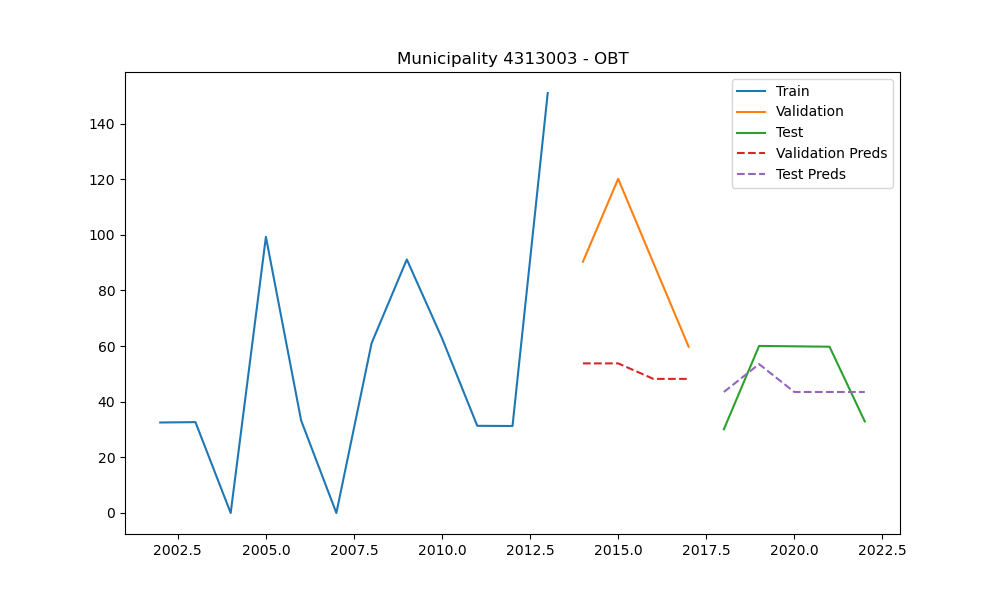 Municipality 4313003 - OBT
Train
Validation
Test
Validation Preds
Test Preds
140
120
100
80
60
40
20
0
2002.5 2005.0 2007.5 2010.0 2012.5 2015.0 2017.5 2020.0 2022.5